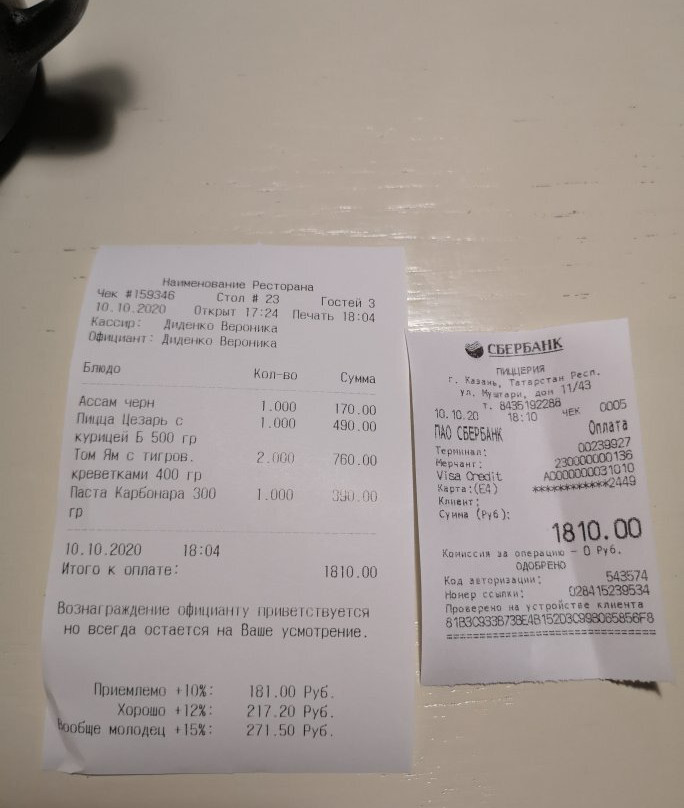 Наименование Ресторана
Чек #159346 Стол # 23 Гостей 3
10.10.2020 Открыт 17:24 Печать 18:04
Кассир: Диденко Вероника
Официант: Диденко Вероника
Блюдо Кол-во Сумма
Ассам черн 1.000 170.00
Пицца Цезарь с 1.000 490.00
курицей Б 500 гр
Том Ям с тигров. 2.000 760.00
креветками 400 гр
Паста Карбонара 300 1.000 390.00
гр
10.10.2020 18:04
Итого к оплате: 1810.00
Вознаграждение официанту приветствуется
но всегда остается на Ваше усмотрение.
Приемлемо +10%: 181.00 Руб.
Хорошо +12%: 217.20 Руб.
Вообще молодец +15%: 271.50 Руб.
СБЕРБАНК
ПИЦЦЕРИЯ
г. Казань, Татарстан Респ.
ул. Муштари, дом 11/43
т. 8435192288
10.10.20 18:10 ЧЕК 0005
ПАО СБЕРБАНК Оплата
Терминал: 00239927
Мерчант: 230000000136
Visa Credit A0000000031010
Карта:(E4) ************2449
Клиент:
Сумма (Руб):
1810.00
Комиссия за операцию – 0 Руб.
ОДОБРЕНО
Код авторизации: 543574
Номер ссылки: 028415239534
Проверено на устройстве клиента
81B3C933B73BE4B152D3C99B065856F8